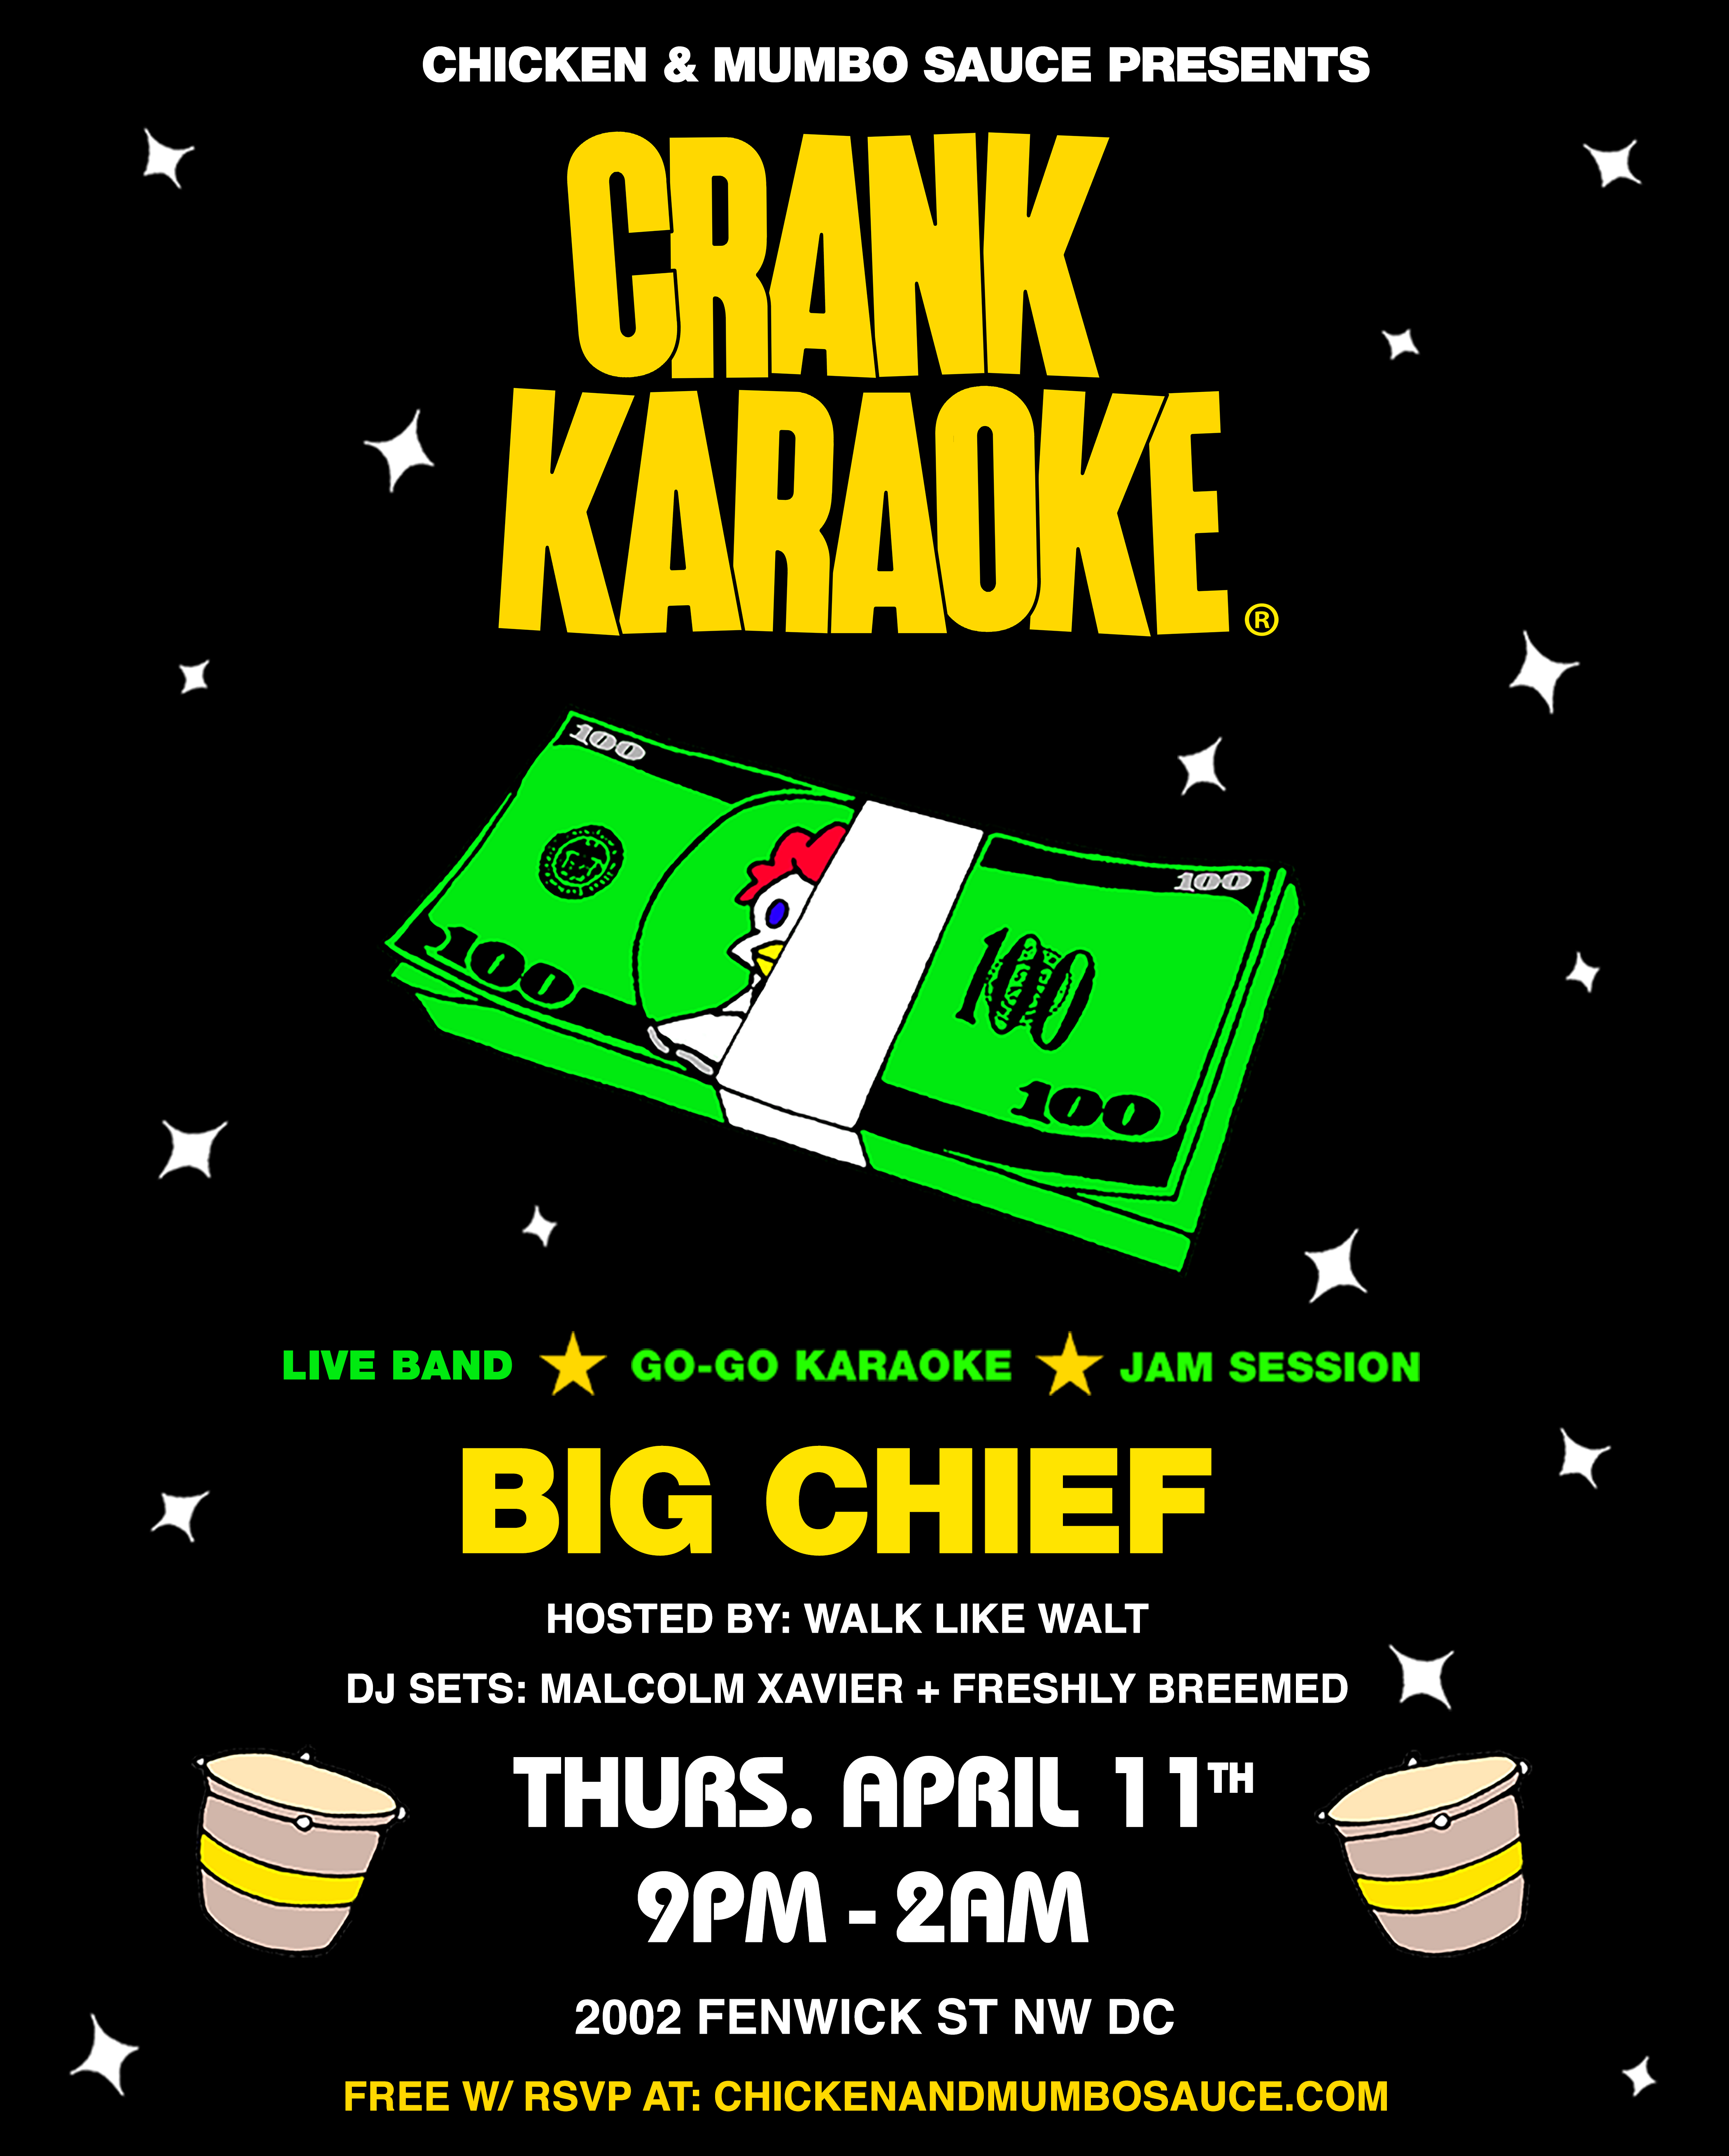 CHICKEN & MUMBO SAUCE PRESENTS
CRANK
KARAOKE ®
100
100
100
100
100
LIVE BAND ★ GO-GO KARAOKE ★ JAM SESSION
BIG CHIEF
HOSTED BY: WALK LIKE WALT
DJ SETS: MALCOLM XAVIER + FRESHLY BREEMED
THURS. APRIL 11TH
9PM - 2AM
2002 FENWICK ST NW DC
FREE W/ RSVP AT: CHICKENANDMUMBOSAUCE.COM